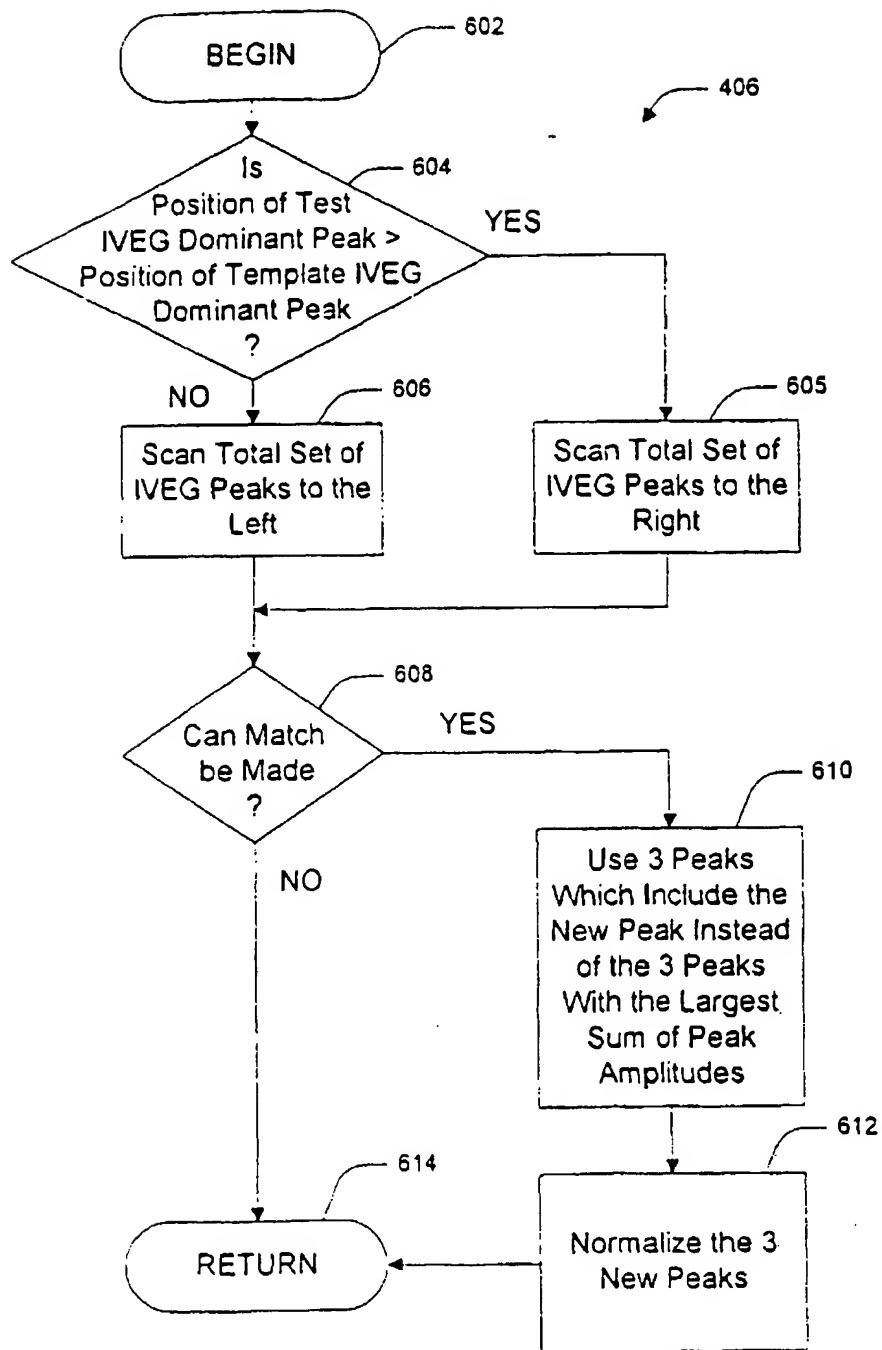 BEGIN
602
406
Is
Position of Test
IVEG Dominant Peak >
Position of Template IVEG
Dominant Peak
?
604
YES
NO
606
Scan Total Set of
IVEG Peaks to the
Left
605
Scan Total Set of
IVEG Peaks to the
Right
608
Can Match
be Made
?
YES
NO
610
Use 3 Peaks
Which Include the
New Peak Instead
of the 3 Peaks
With the Largest
Sum of Peak
Amplitudes
612
Normalize the 3
New Peaks
614
RETURN